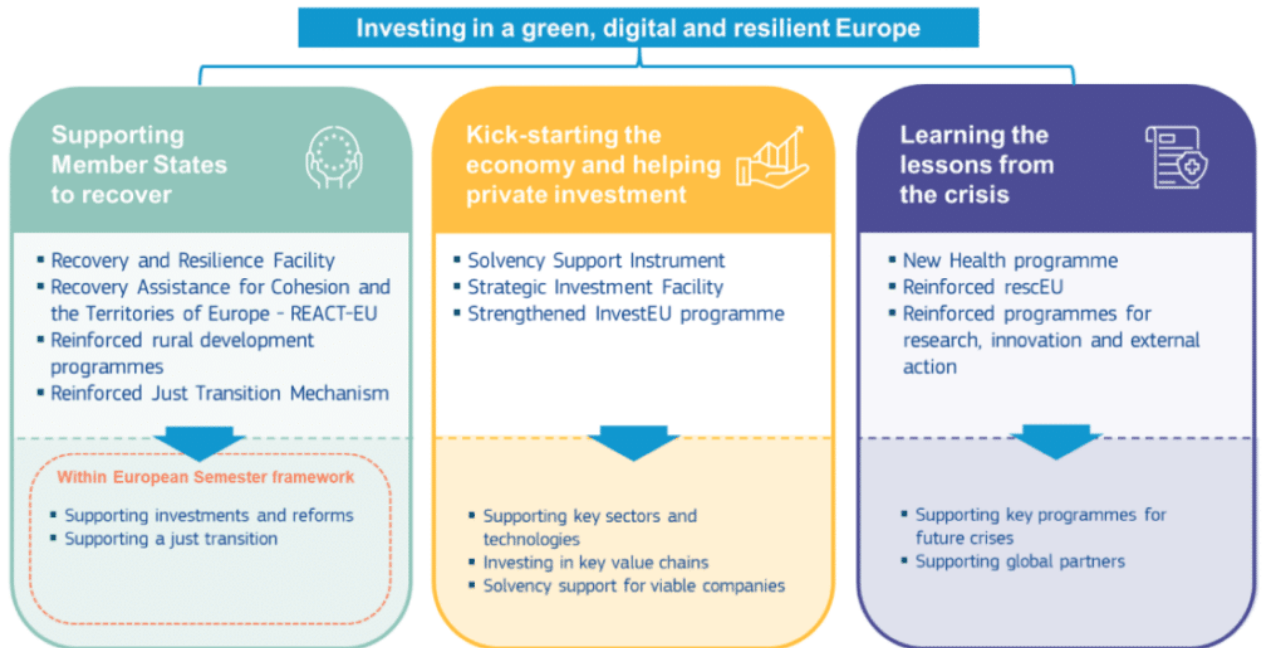 Investing in a green, digital and resilient Europe
Supporting
Member States
to recover
▪ Recovery and Resilience Facility
▪ Recovery Assistance for Cohesion and
the Territories of Europe - REACT-EU
▪ Reinforced rural development
programmes
▪ Reinforced Just Transition Mechanism
Within European Semester framework
▪ Supporting investments and reforms
▪ Supporting a just transition
Kick-starting the
economy and helping
private investment
▪ Solvency Support Instrument
▪ Strategic Investment Facility
▪ Strengthened InvestEU programme
▪ Supporting key sectors and
technologies
▪ Investing in key value chains
▪ Solvency support for viable companies
Learning the
lessons from
the crisis
▪ New Health programme
▪ Reinforced rescEU
▪ Reinforced programmes for
research, innovation and external
action
▪ Supporting key programmes for
future crises
▪ Supporting global partners